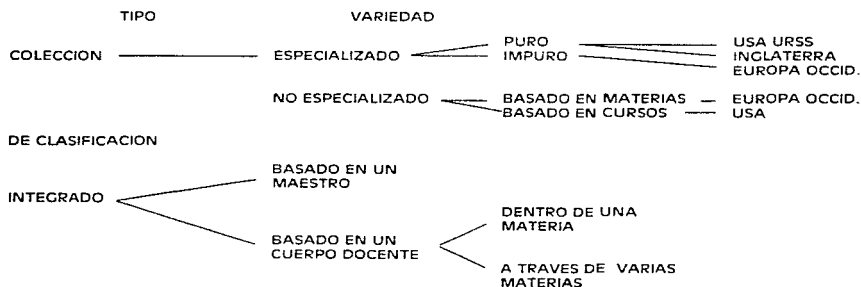 TIPO VARIEDAD
COLECCION ESPECIALIZADO PURO USA URSS
IMPURO INGLATERRA
EUROPA OCCID.
NO ESPECIALIZADO BASADO EN MATERIAS EUROPA OCCID.
BASADO EN CURSOS USA
DE CLASIFICACION
BASADO EN UN
MAESTRO
INTEGRADO
DENTRO DE UNA
MATERIA
BASADO EN UN
CUERPO DOCENTE
A TRAVES DE VARIAS
MATERIAS